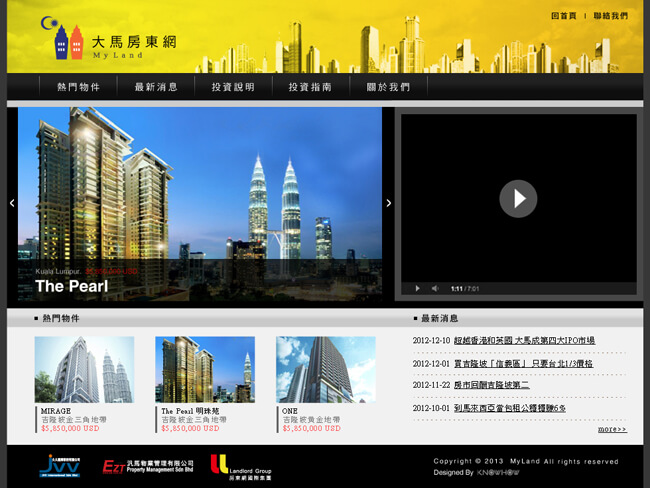 回首頁 | 聯絡我們
大馬房東網
MyLand
熱門物件 最新消息 投資說明 投資指南 關於我們
Kuala Lumpur. $5,850,000 USD
The Pearl
1:11 / 7:01
熱門物件
MIRAGE
吉隆坡金三角地帶
$5,850,000 USD
The Pearl 明珠苑
吉隆坡金三角地帶
$5,850,000 USD
ONE
吉隆坡黃金地帶
$5,850,000 USD
最新消息
2012-12-10 超越香港和英國 大馬成第四大IPO市場
2012-12-01 買吉隆坡「信義區」 只要台北1/3價格
2012-11-22 房市回酬吉隆坡第二
2012-10-01 到馬來西亞當包租公穩穩賺6%
more>>
JVV
EZT 汎馬物業管理有限公司
Property Management Sdn Bhd
LL Landlord Group
房東網國際集團
Copyright © 2013 MyLand All rights reserved
Designed By KNOWHOW